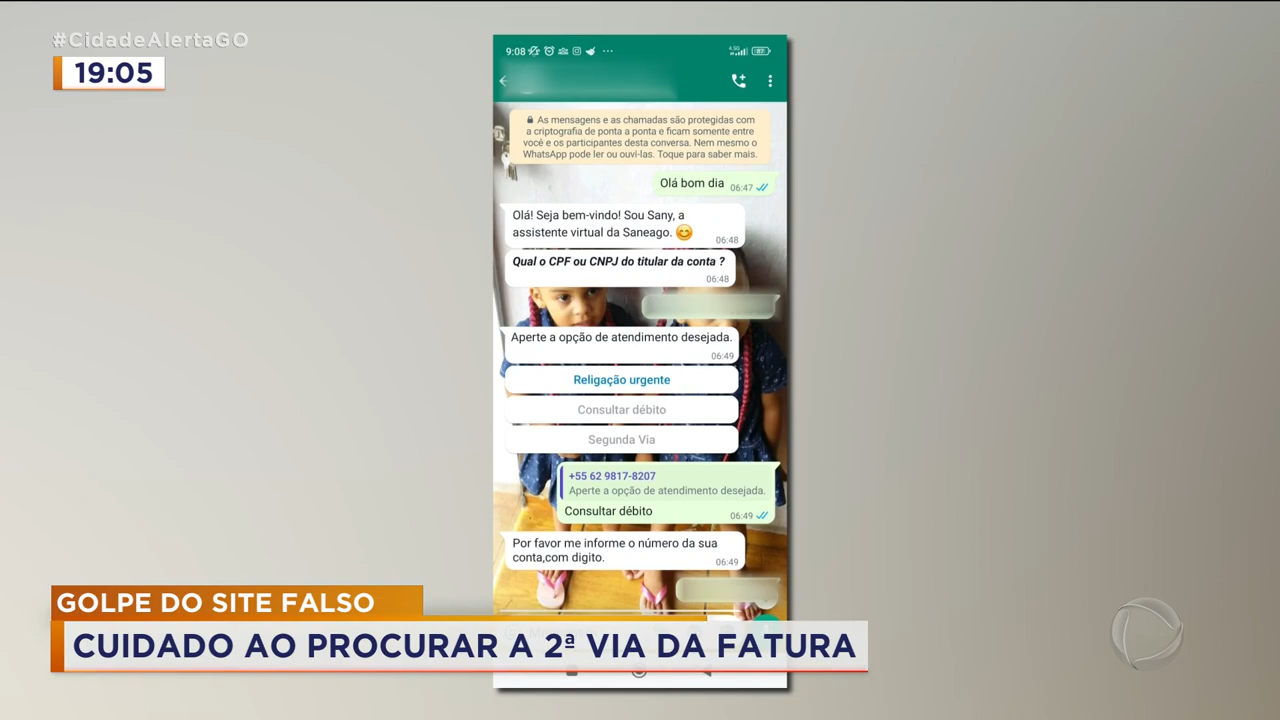 #CidadeAlertaGO
19:05
9:08
As mensagens e as chamadas são protegidas com
a criptografia de ponta a ponta e ficam somente entre
você e os participantes desta conversa. Nem mesmo o
WhatsApp pode ler ou ouvi-las. Toque para saber mais.
Olá bom dia
06:47
Olá! Seja bem-vindo! Sou Sany, a
assistente virtual da Saneago. 😊
06:48
Qual o CPF ou CNPJ do titular da conta ?
06:48
Aperte a opção de atendimento desejada.
06:49
Religação urgente
Consultar débito
Segunda Via
+55 62 9817-8207
Aperte a opção de atendimento desejada.
Consultar débito
06:49
Por favor me informe o número da sua
conta,com digito.
06:49
GOLPE DO SITE FALSO
CUIDADO AO PROCURAR A 2ª VIA DA FATURA